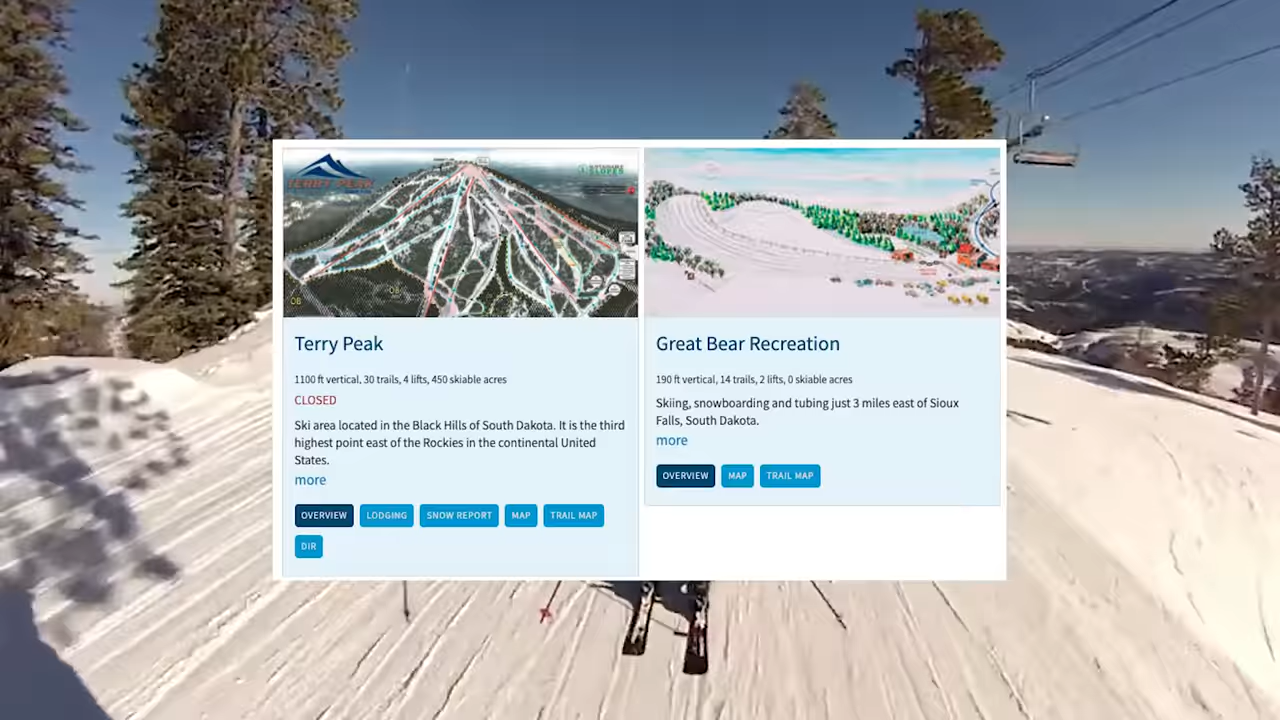 TERRY PEAK
OB
OB
Terry Peak
1100 ft vertical, 30 trails, 4 lifts, 450 skiable acres
CLOSED
Ski area located in the Black Hills of South Dakota. It is the third
highest point east of the Rockies in the continental United
States.
more
OVERVIEW
LODGING
SNOW REPORT
MAP
TRAIL MAP
DIR
Great Bear Recreation
190 ft vertical, 14 trails, 2 lifts, 0 skiable acres
Skiing, snowboarding and tubing just 3 miles east of Sioux
Falls, South Dakota.
more
OVERVIEW
MAP
TRAIL MAP